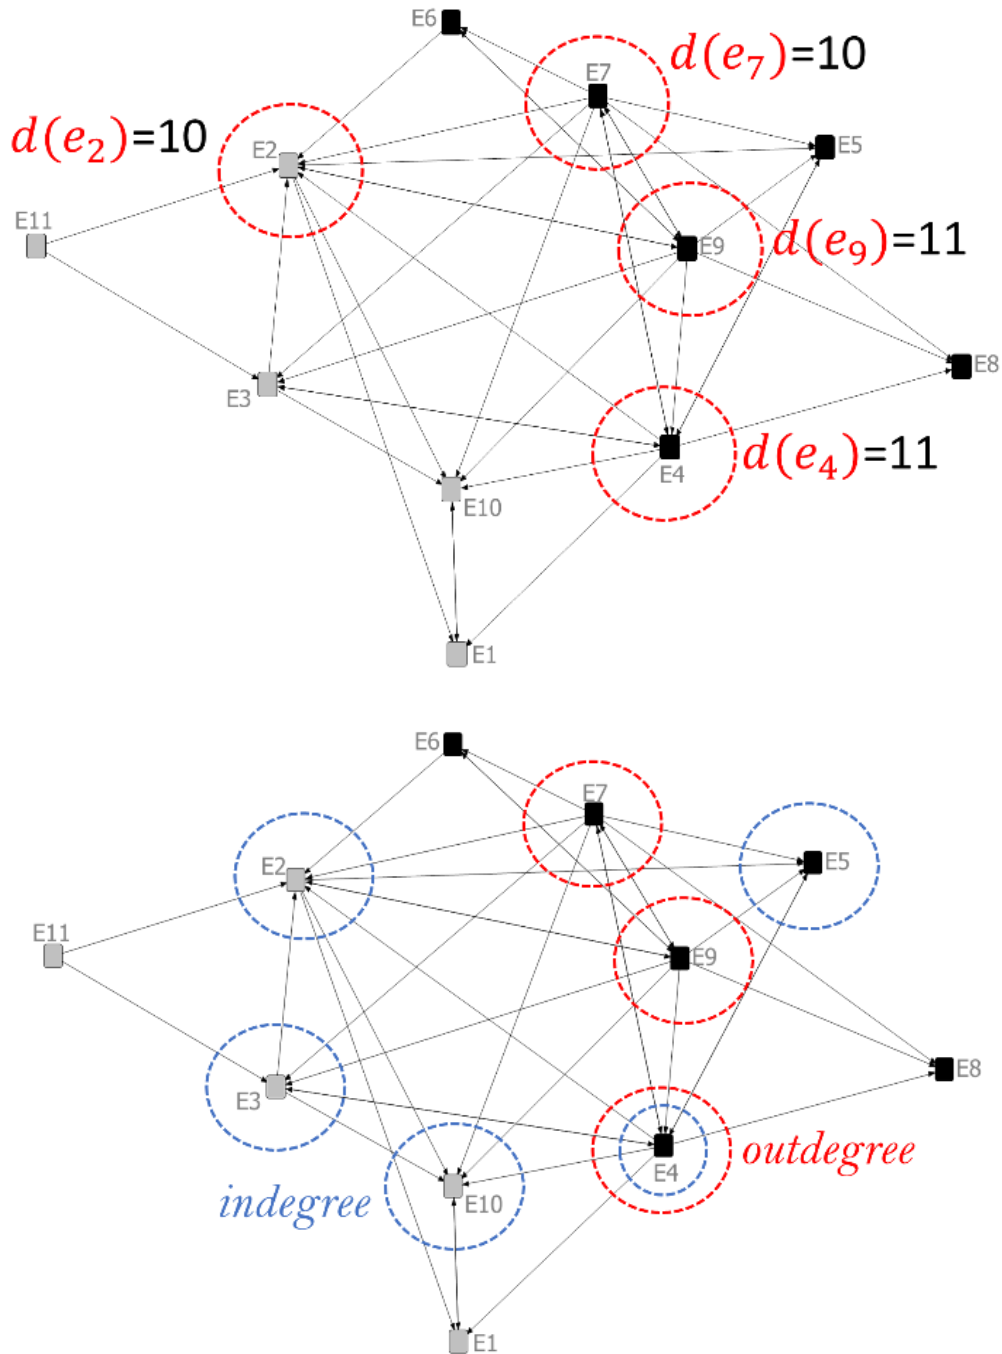 E6
d(e₇)=10
E7
d(e₂)=10
E2
E5
E11
E9
d(e₉)=11
E8
E3
d(e₄)=11
E4
E10
E1
E6
E7
E2
E5
E11
E9
E8
E3
outdegree
E4
indegree
E10
E1